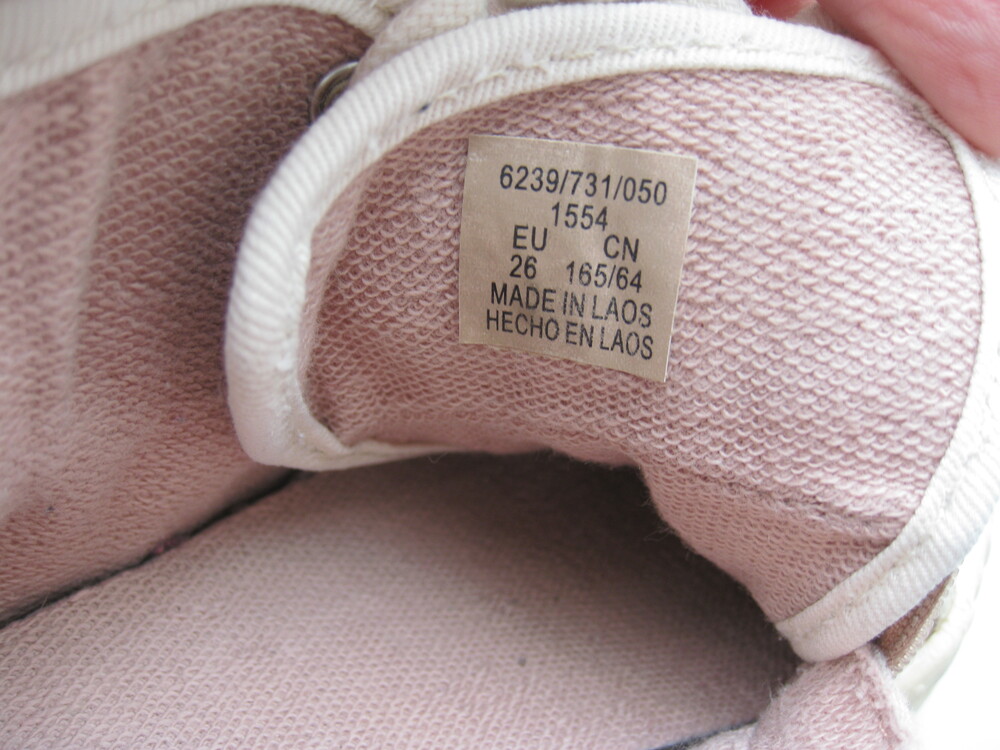 6239/731/050
1554
EU CN
26 165/64
MADE IN LAOS
HECHO EN LAOS